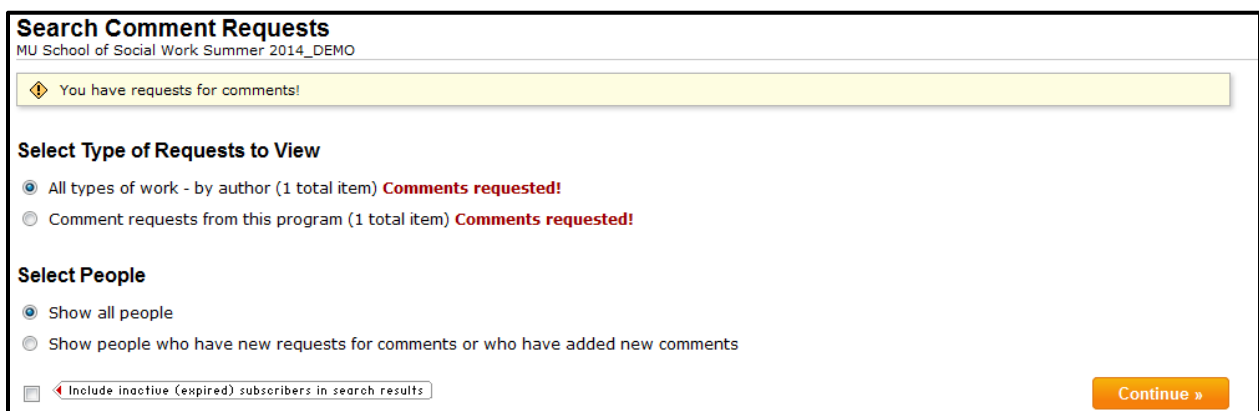 Search Comment Requests
MU School of Social Work Summer 2014_DEMO
You have requests for comments!
Select Type of Requests to View
All types of work - by author (1 total item) Comments requested!
Comment requests from this program (1 total item) Comments requested!
Select People
Show all people
Show people who have new requests for comments or who have added new comments
Include inactive (expired) subscribers in search results
Continue »